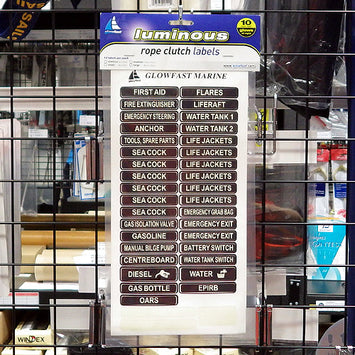 luminous
10
rope clutch labels
GLOWFAST MARINE
FIRST AID FLARES
FIRE EXTINGUISHER LIFERAFT
EMERGENCY STEERING WATER TANK 1
ANCHOR WATER TANK 2
TOOLS, SPARE PARTS LIFE JACKETS
SEA COCK LIFE JACKETS
SEA COCK LIFE JACKETS
SEA COCK LIFE JACKETS
SEA COCK LIFE JACKETS
SEA COCK LIFE JACKETS
SEA COCK EMERGENCY GRAB BAG
GAS ISOLATION VALVE EMERGENCY EXIT
GASOLINE EMERGENCY EXIT
MANUAL BILGE PUMP BATTERY SWITCH
CENTREBOARD WATER TANK SWITCH
DIESEL WATER
GAS BOTTLE EPIRB
OARS
WINDEX